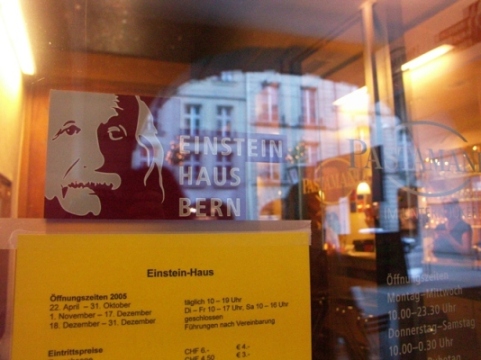 EINSTEIN
HAUS
BERN
PASTAMANIA
Einstein-Haus
Öffnungszeiten 2005
22. April – 31. Oktober täglich 10 – 19 Uhr
1. November – 17. Dezember Di – Fr 10 – 17 Uhr, Sa 10 – 16 Uhr
18. Dezember – 31. Dezember geschlossen
Führungen nach Vereinbarung
Eintrittspreise CHF 6.- € 4.-
CHF 4.50 € 3.-
Öffnungszeiten
Montag–Mittwoch
10.00–23.30 Uhr
Donnerstag–Samstag
10.00–0.30 Uhr